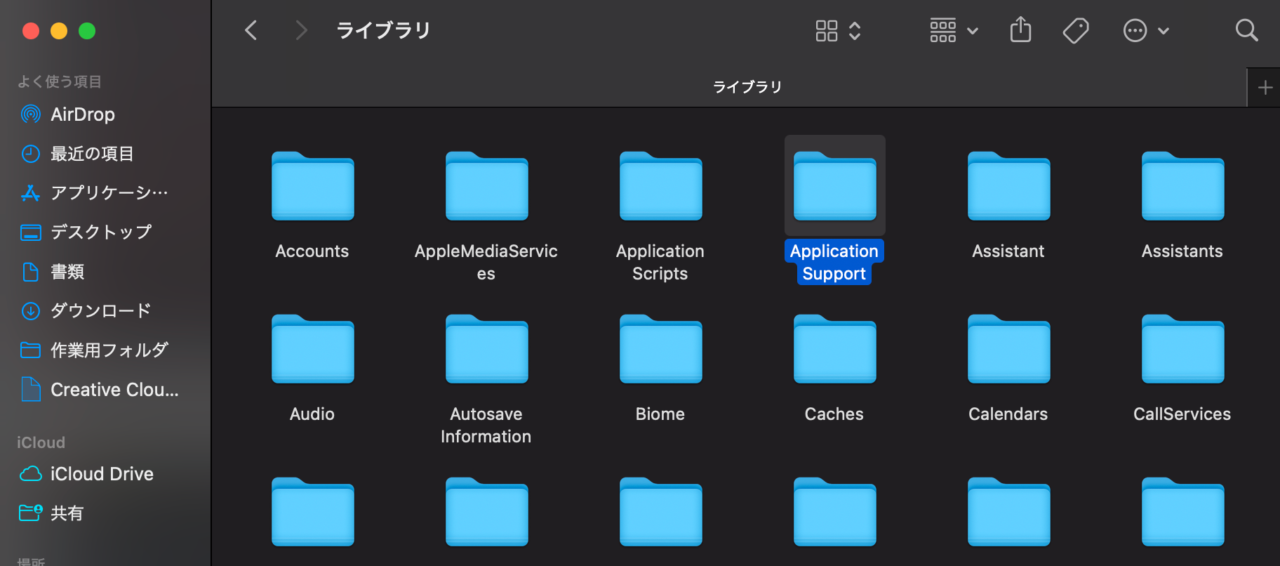 ライブラリ
ライブラリ
よく使う項目
AirDrop
最近の項目
アプリケーシ…
デスクトップ
書類
ダウンロード
作業用フォルダ
Creative Clou...
iCloud
iCloud Drive
共有
場所
Accounts
AppleMediaServic
es
Application
Scripts
Application
Support
Assistant
Assistants
Audio
Autosave
Information
Biome
Caches
Calendars
CallServices